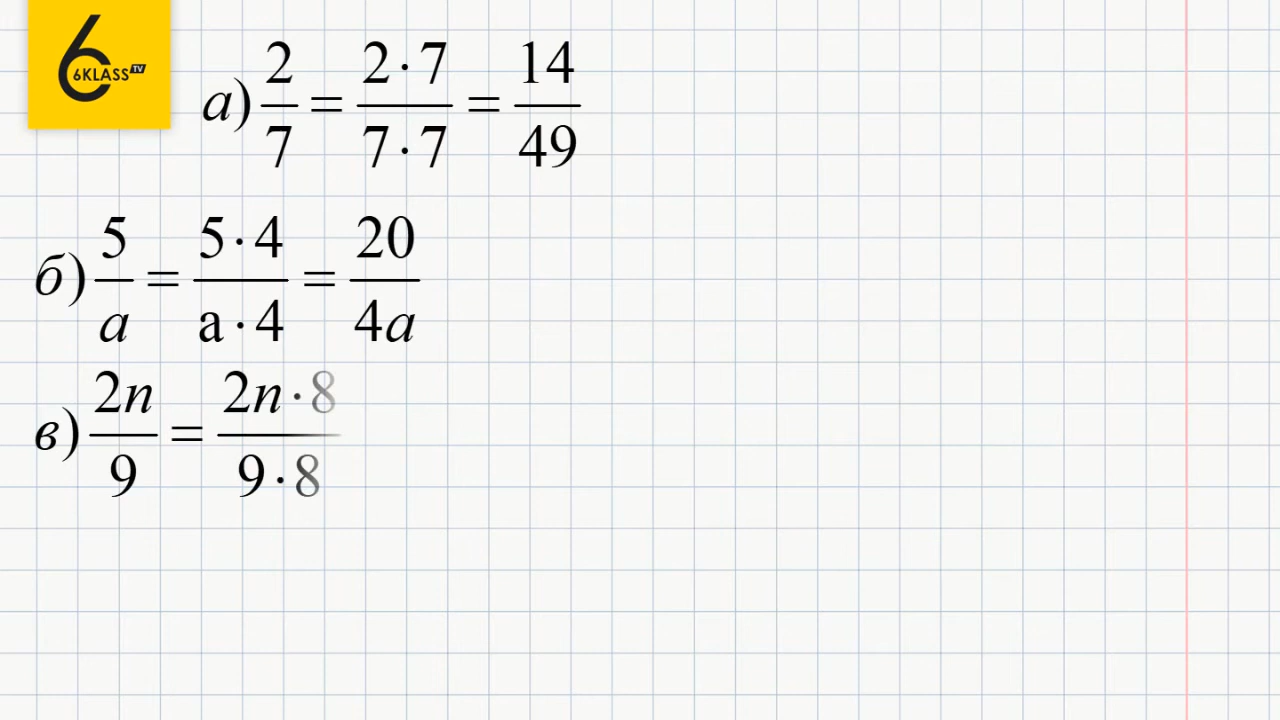 6KLASS TV
а) 2/7 = 2·7/7·7 = 14/49
б) 5/a = 5·4/a·4 = 20/4a
в) 2n/9 = 2n·8/9·8